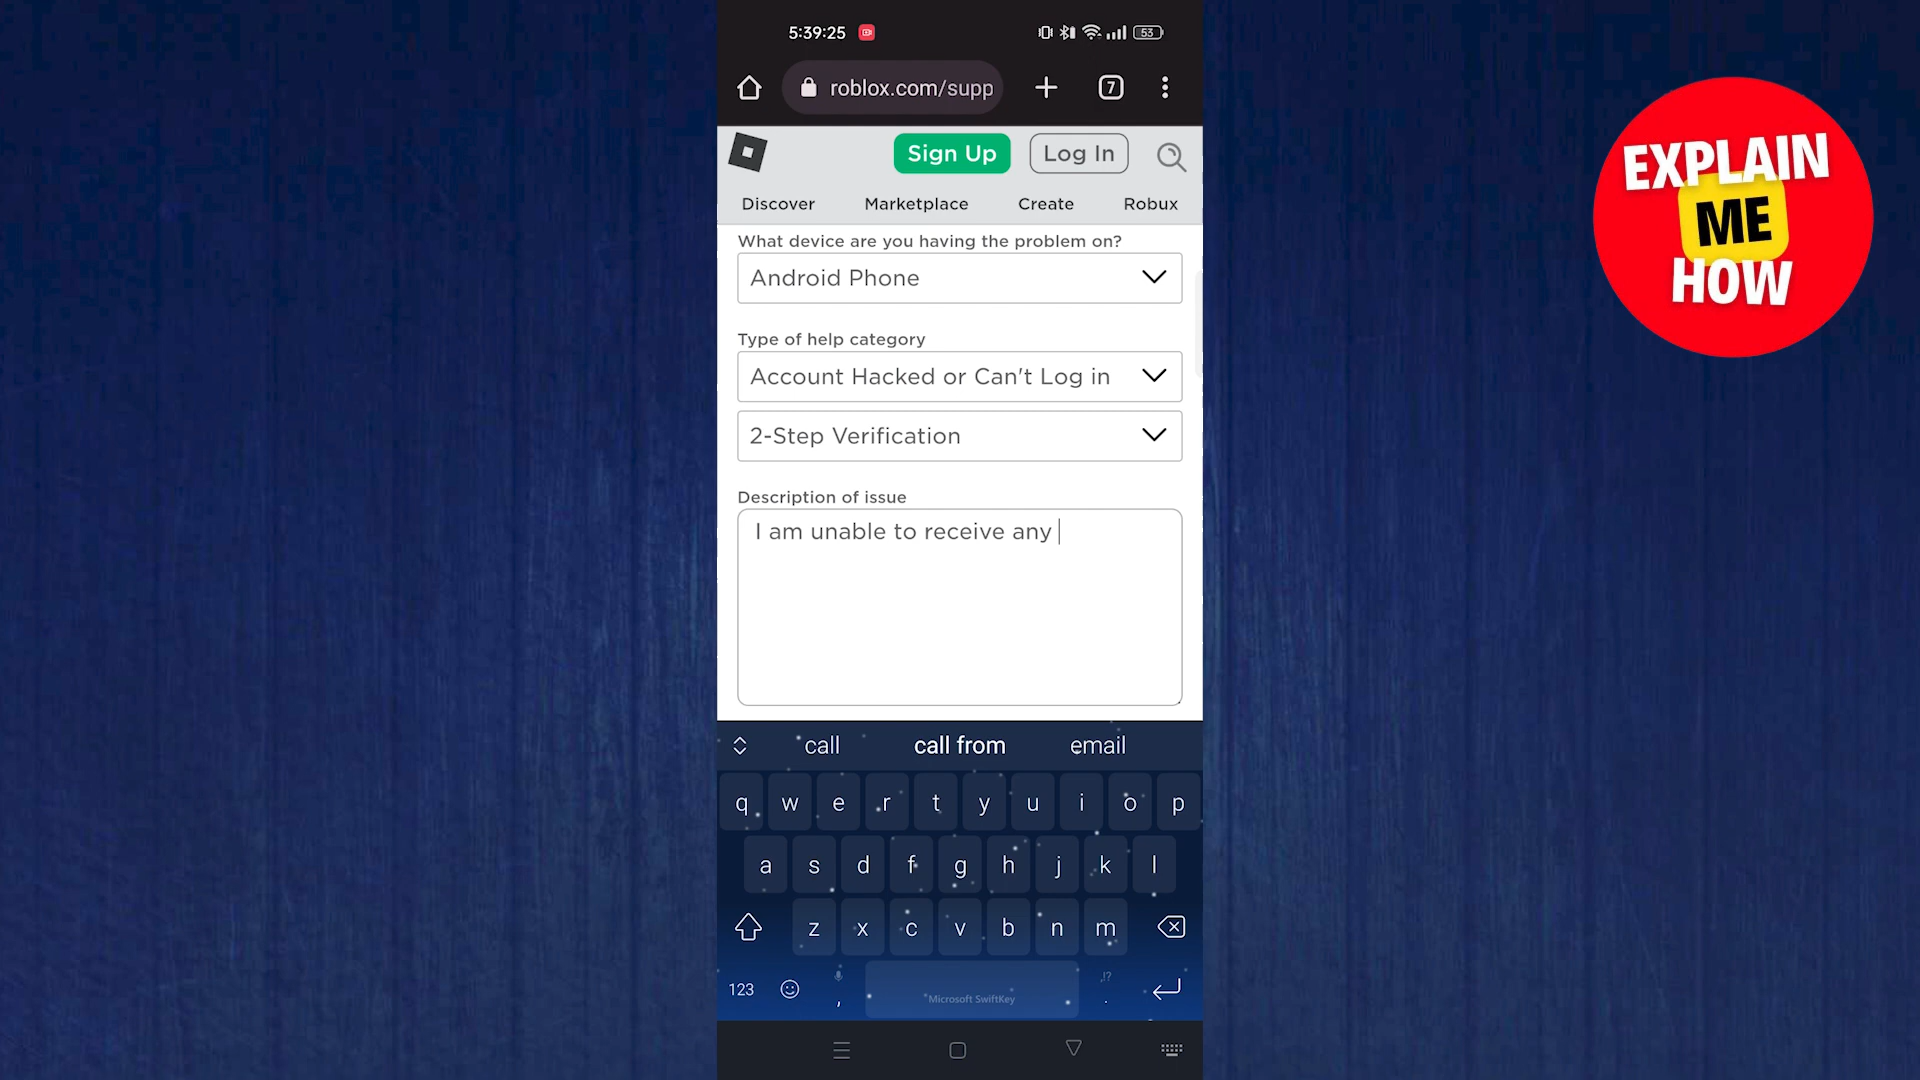 5:39:25
53
roblox.com/supp
7
Sign Up
Log In
Discover
Marketplace
Create
Robux
What device are you having the problem on?
Android Phone
Type of help category
Account Hacked or Can't Log in
2-Step Verification
Description of issue
I am unable to receive any
call
call from
email
q w e r t y u i o p
a s d f g h j k l
z x c v b n m
123
,
Microsoft SwiftKey
,!?
.
EXPLAIN
ME
HOW